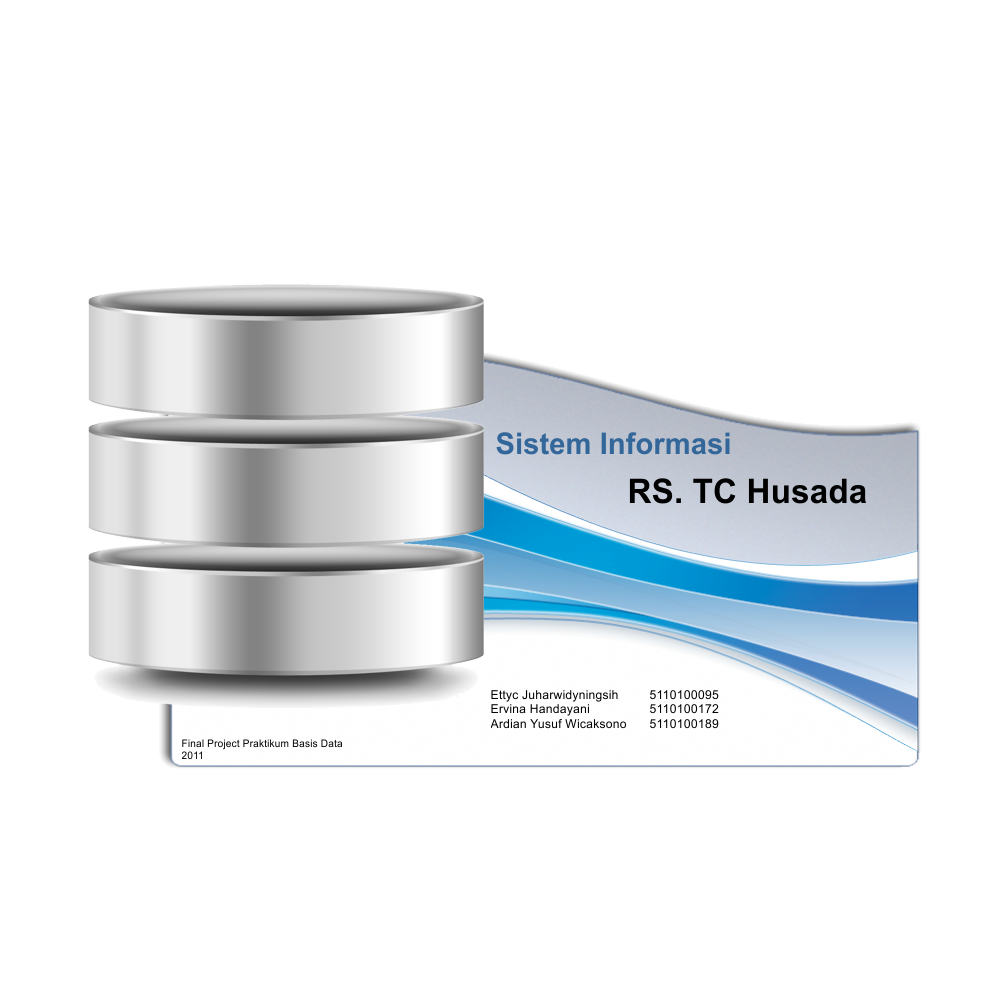 Sistem Informasi
RS. TC Husada
Ettyc Juharwidyningsih 5110100095
Ervina Handayani 5110100172
Ardian Yusuf Wicaksono 5110100189
Final Project Praktikum Basis Data
2011